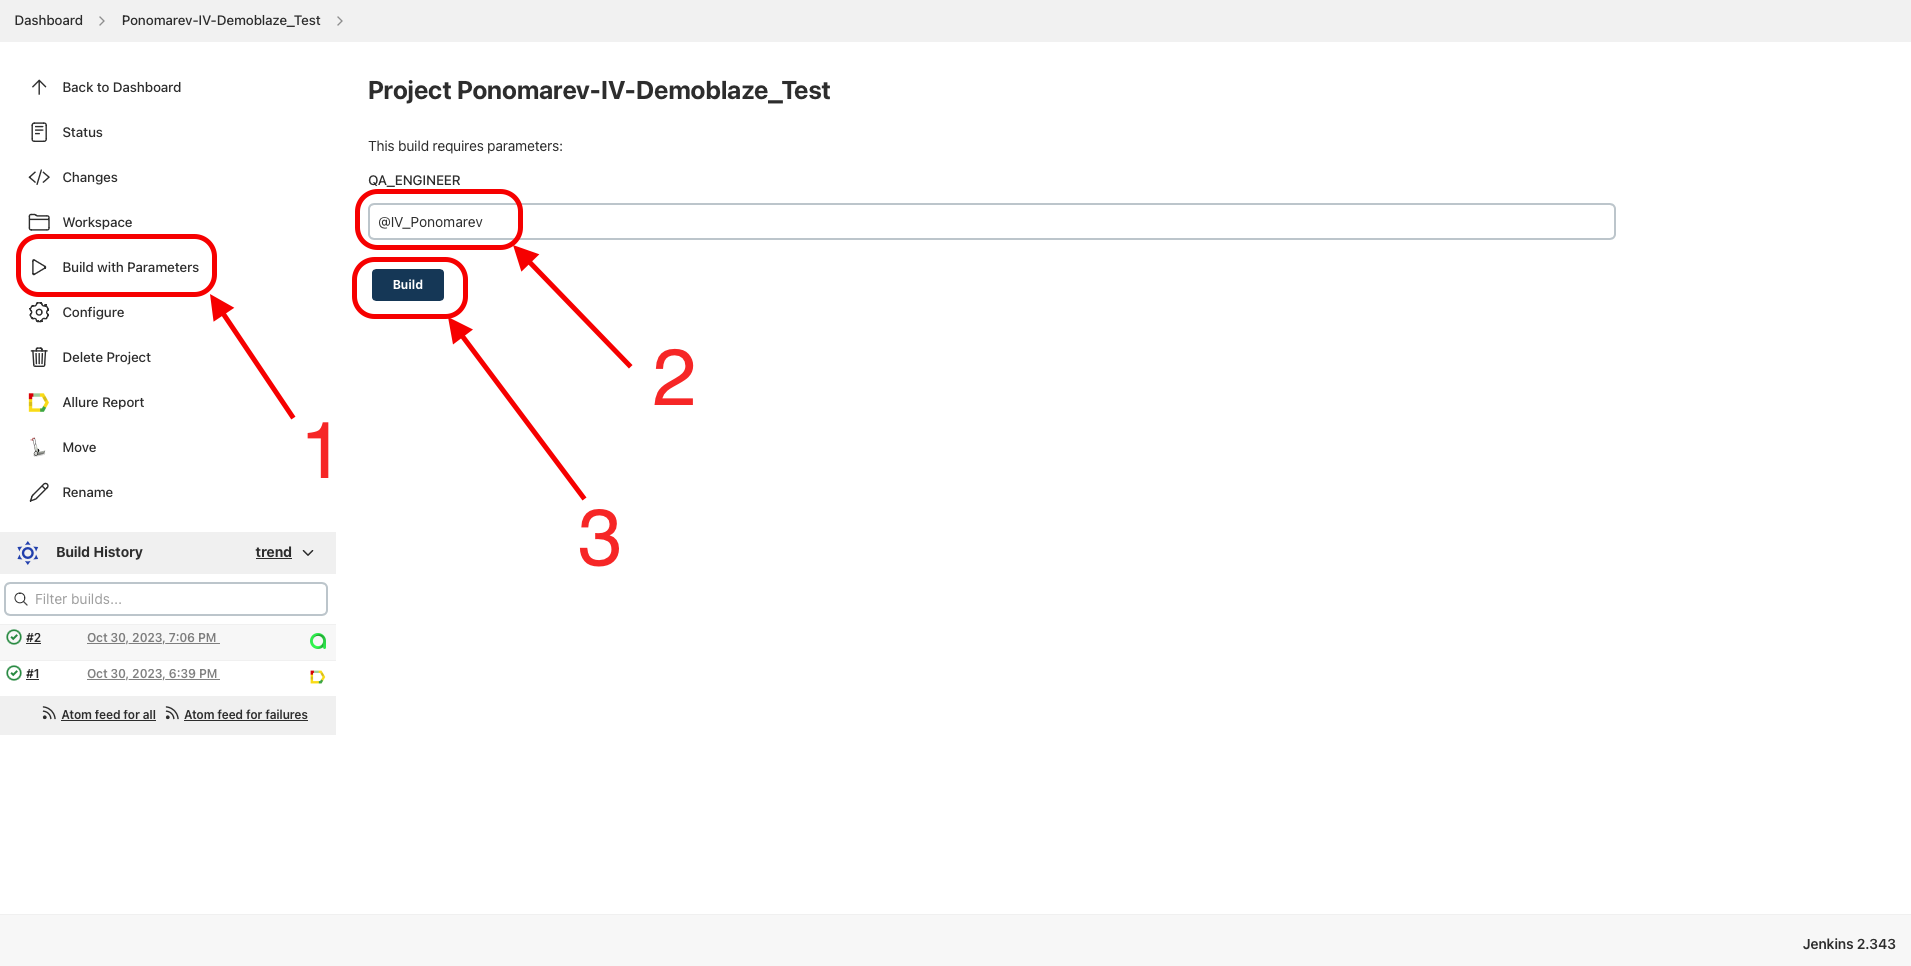 Dashboard
Ponomarev-IV-Demoblaze_Test
Back to Dashboard
Status
Changes
Workspace
Build with Parameters
Configure
Delete Project
Allure Report
Move
Rename
Build History
trend
Filter builds...
#2
Oct 30, 2023, 7:06 PM
#1
Oct 30, 2023, 6:39 PM
Atom feed for all
Atom feed for failures
Project Ponomarev-IV-Demoblaze_Test
This build requires parameters:
QA_ENGINEER
@IV_Ponomarev
Build
1
2
3
Jenkins 2.343